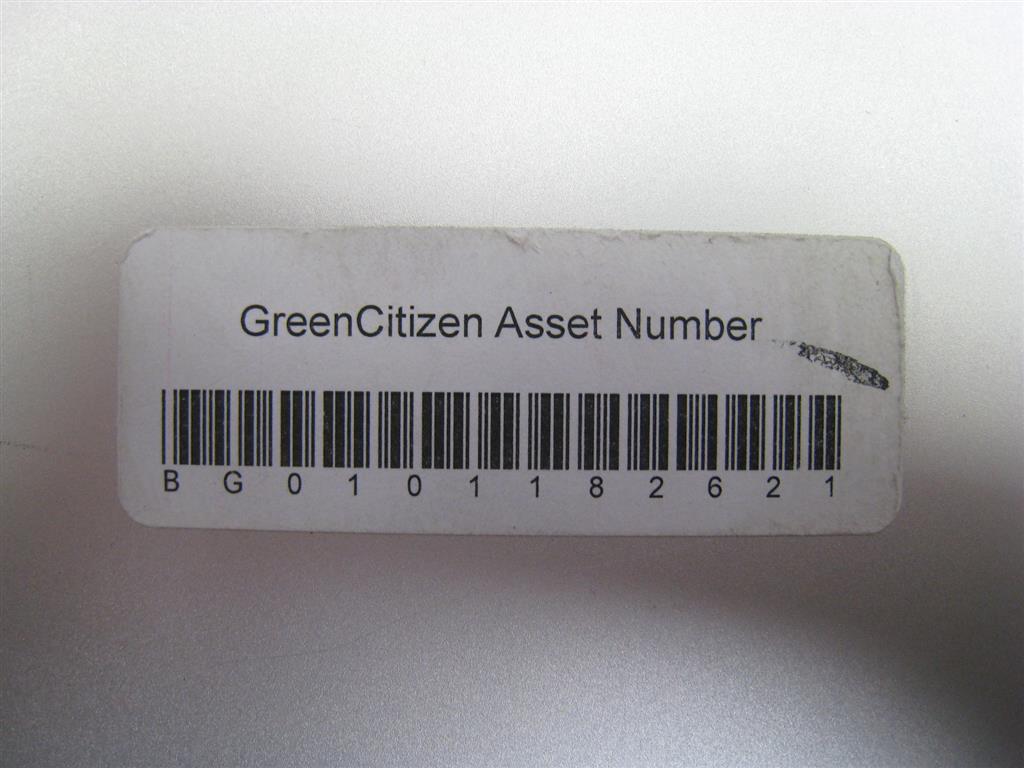 GreenCitizen Asset Number
B G 0 1 0 1 1 8 2 6 2 1